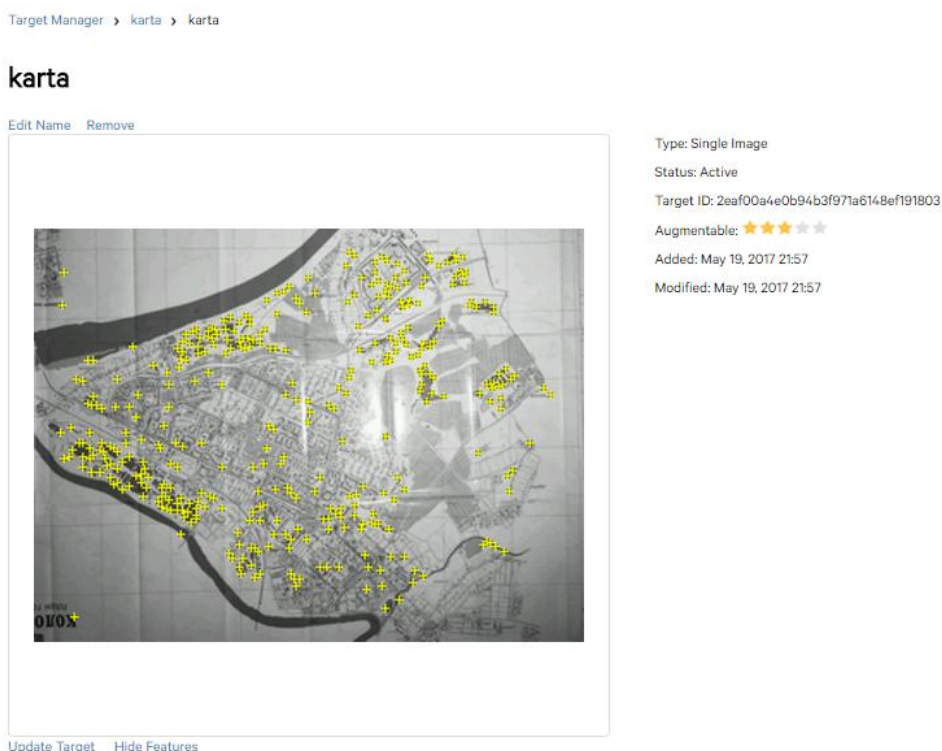 Target Manager › karta › karta
karta
Edit Name Remove
Type: Single Image
Status: Active
Target ID: 2eaf00a4e0b94b3f971a6148ef191803
Augmentable:
Added: May 19, 2017 21:57
Modified: May 19, 2017 21:57
КОЛО
Update Target Hide Features